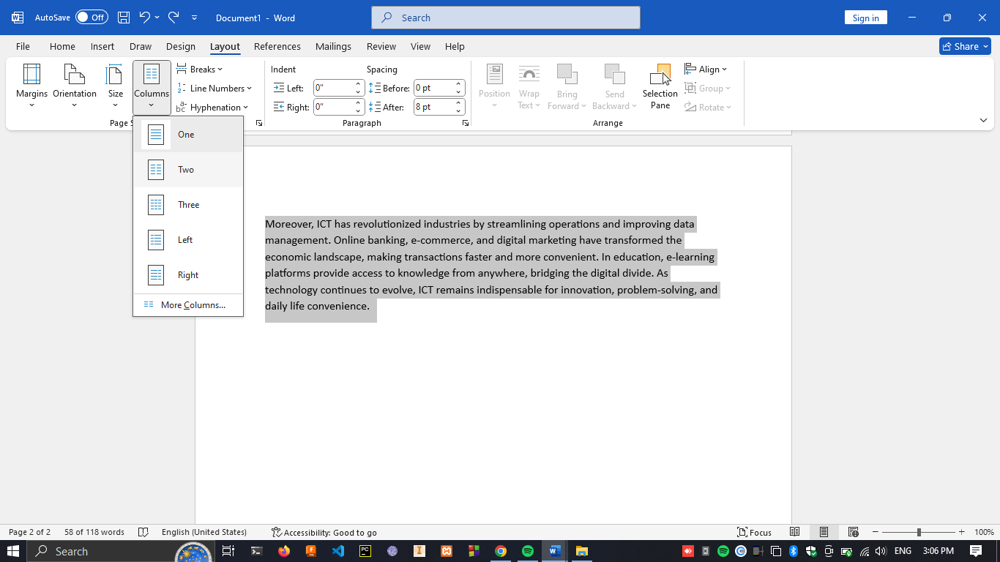 AutoSave Off Document1 - Word Search Sign in
File Home Insert Draw Design Layout References Mailings Review View Help Share
Margins Orientation Size Columns
Breaks
Line Numbers
Hyphenation
Page S
Indent Spacing
Left: 0" Before: 0 pt
Right: 0" After: 8 pt
Paragraph
Position Wrap Text Bring Forward Send Backward Selection Pane
Align
Group
Rotate
Arrange
One
Two
Three
Left
Right
More Columns...
Moreover, ICT has revolutionized industries by streamlining operations and improving data
management. Online banking, e-commerce, and digital marketing have transformed the
economic landscape, making transactions faster and more convenient. In education, e-learning
platforms provide access to knowledge from anywhere, bridging the digital divide. As
technology continues to evolve, ICT remains indispensable for innovation, problem-solving, and
daily life convenience.
Page 2 of 2 58 of 118 words English (United States) Accessibility: Good to go Focus 100%
Search ENG 3:06 PM